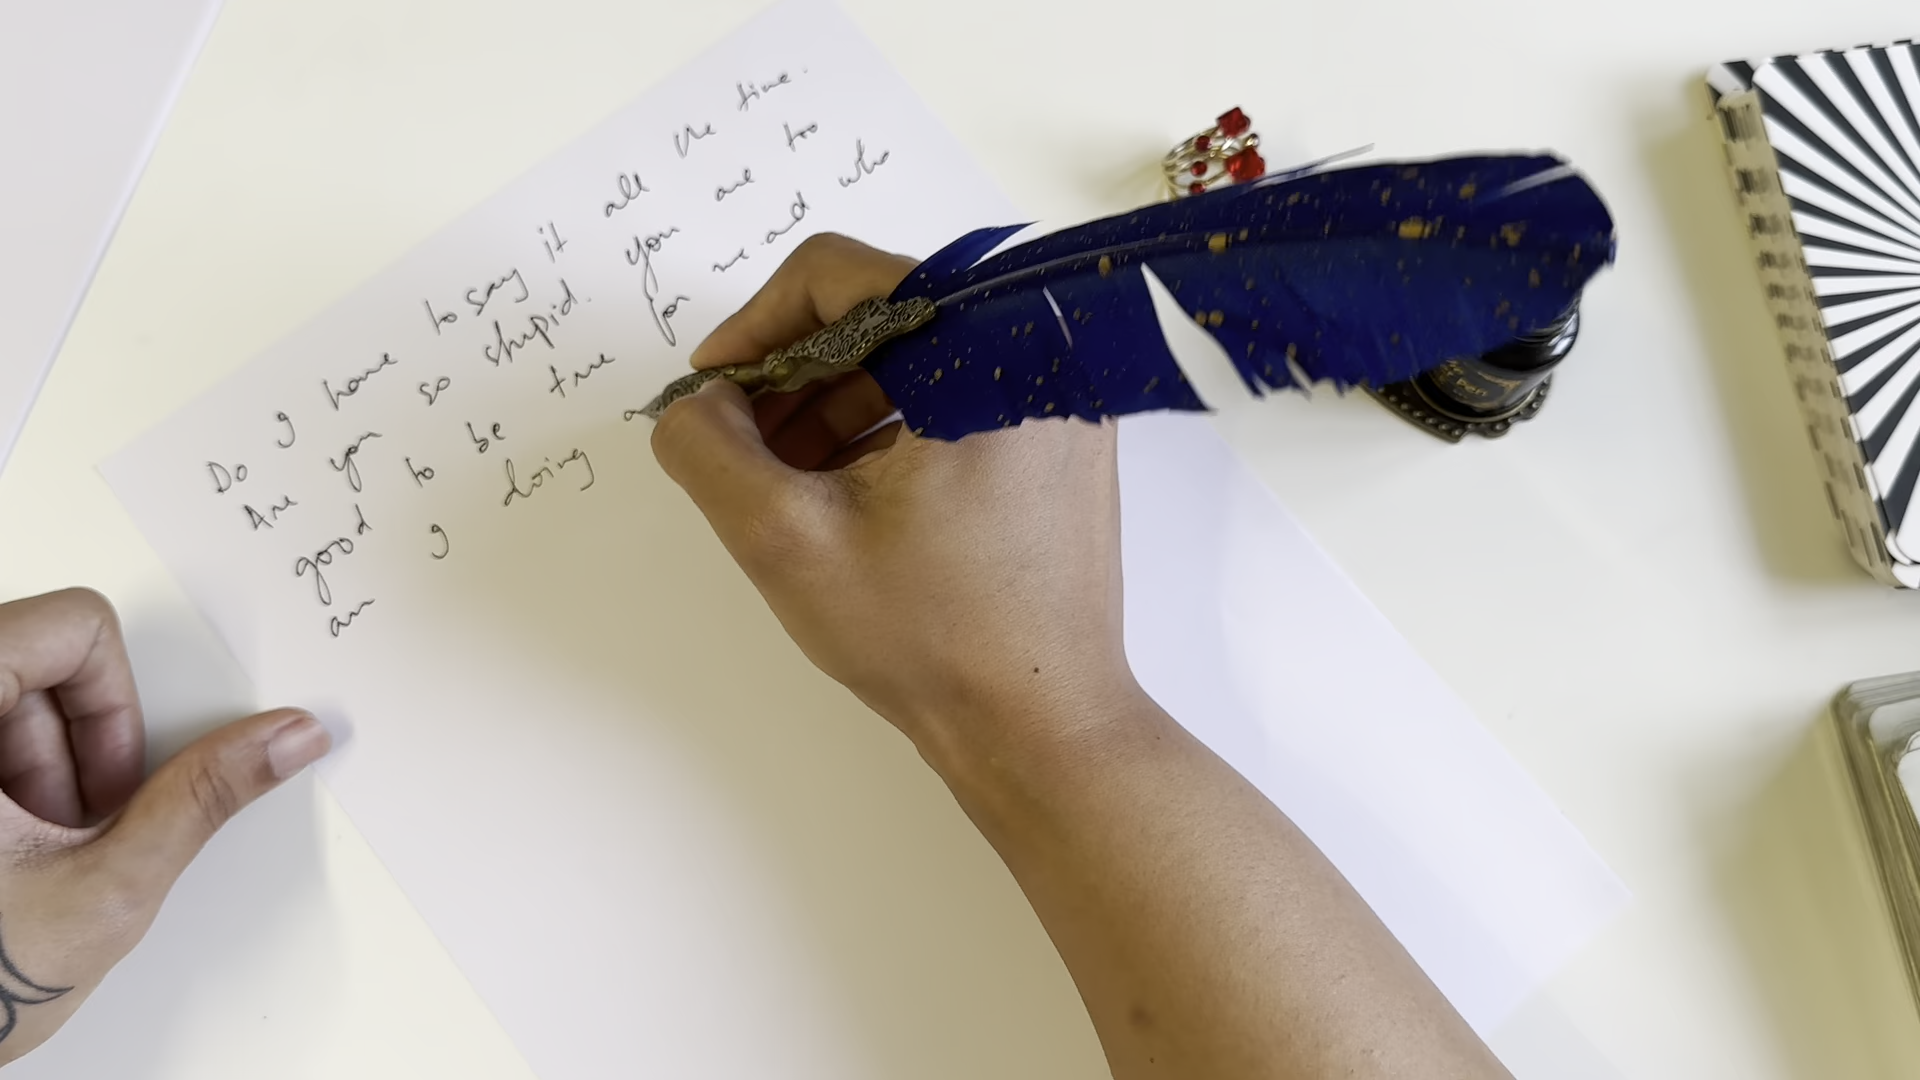 Do I have to say it all the time.
Are you so stupid. You are too
good to be true for me and who
am I doing
Pen